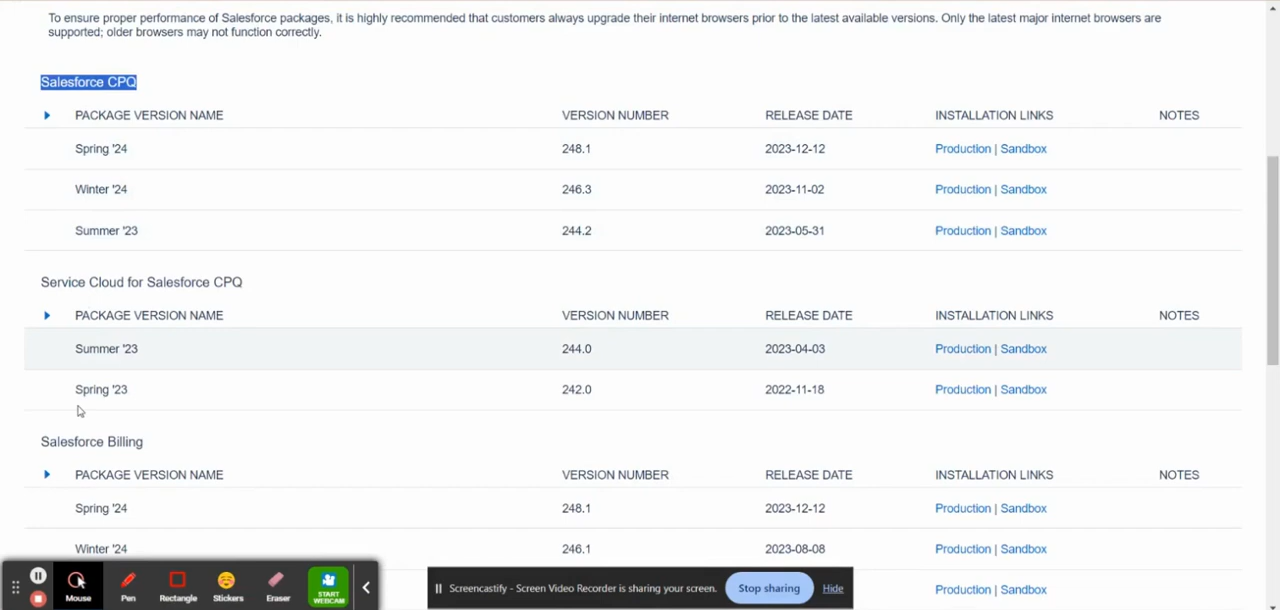 To ensure proper performance of Salesforce packages, it is highly recommended that customers always upgrade their internet browsers prior to the latest available versions. Only the latest major internet browsers are
supported; older browsers may not function correctly.
Salesforce CPQ
PACKAGE VERSION NAME VERSION NUMBER RELEASE DATE INSTALLATION LINKS NOTES
Spring '24 248.1 2023-12-12 Production | Sandbox
Winter '24 246.3 2023-11-02 Production | Sandbox
Summer '23 244.2 2023-05-31 Production | Sandbox
Service Cloud for Salesforce CPQ
PACKAGE VERSION NAME VERSION NUMBER RELEASE DATE INSTALLATION LINKS NOTES
Summer '23 244.0 2023-04-03 Production | Sandbox
Spring '23 242.0 2022-11-18 Production | Sandbox
Salesforce Billing
PACKAGE VERSION NAME VERSION NUMBER RELEASE DATE INSTALLATION LINKS NOTES
Spring '24 248.1 2023-12-12 Production | Sandbox
Winter '24 246.1 2023-08-08 Production | Sandbox
Production | Sandbox
Mouse Pen Rectangle Stickers Eraser START WEBCAM
Screencastify - Screen Video Recorder is sharing your screen. Stop sharing Hide